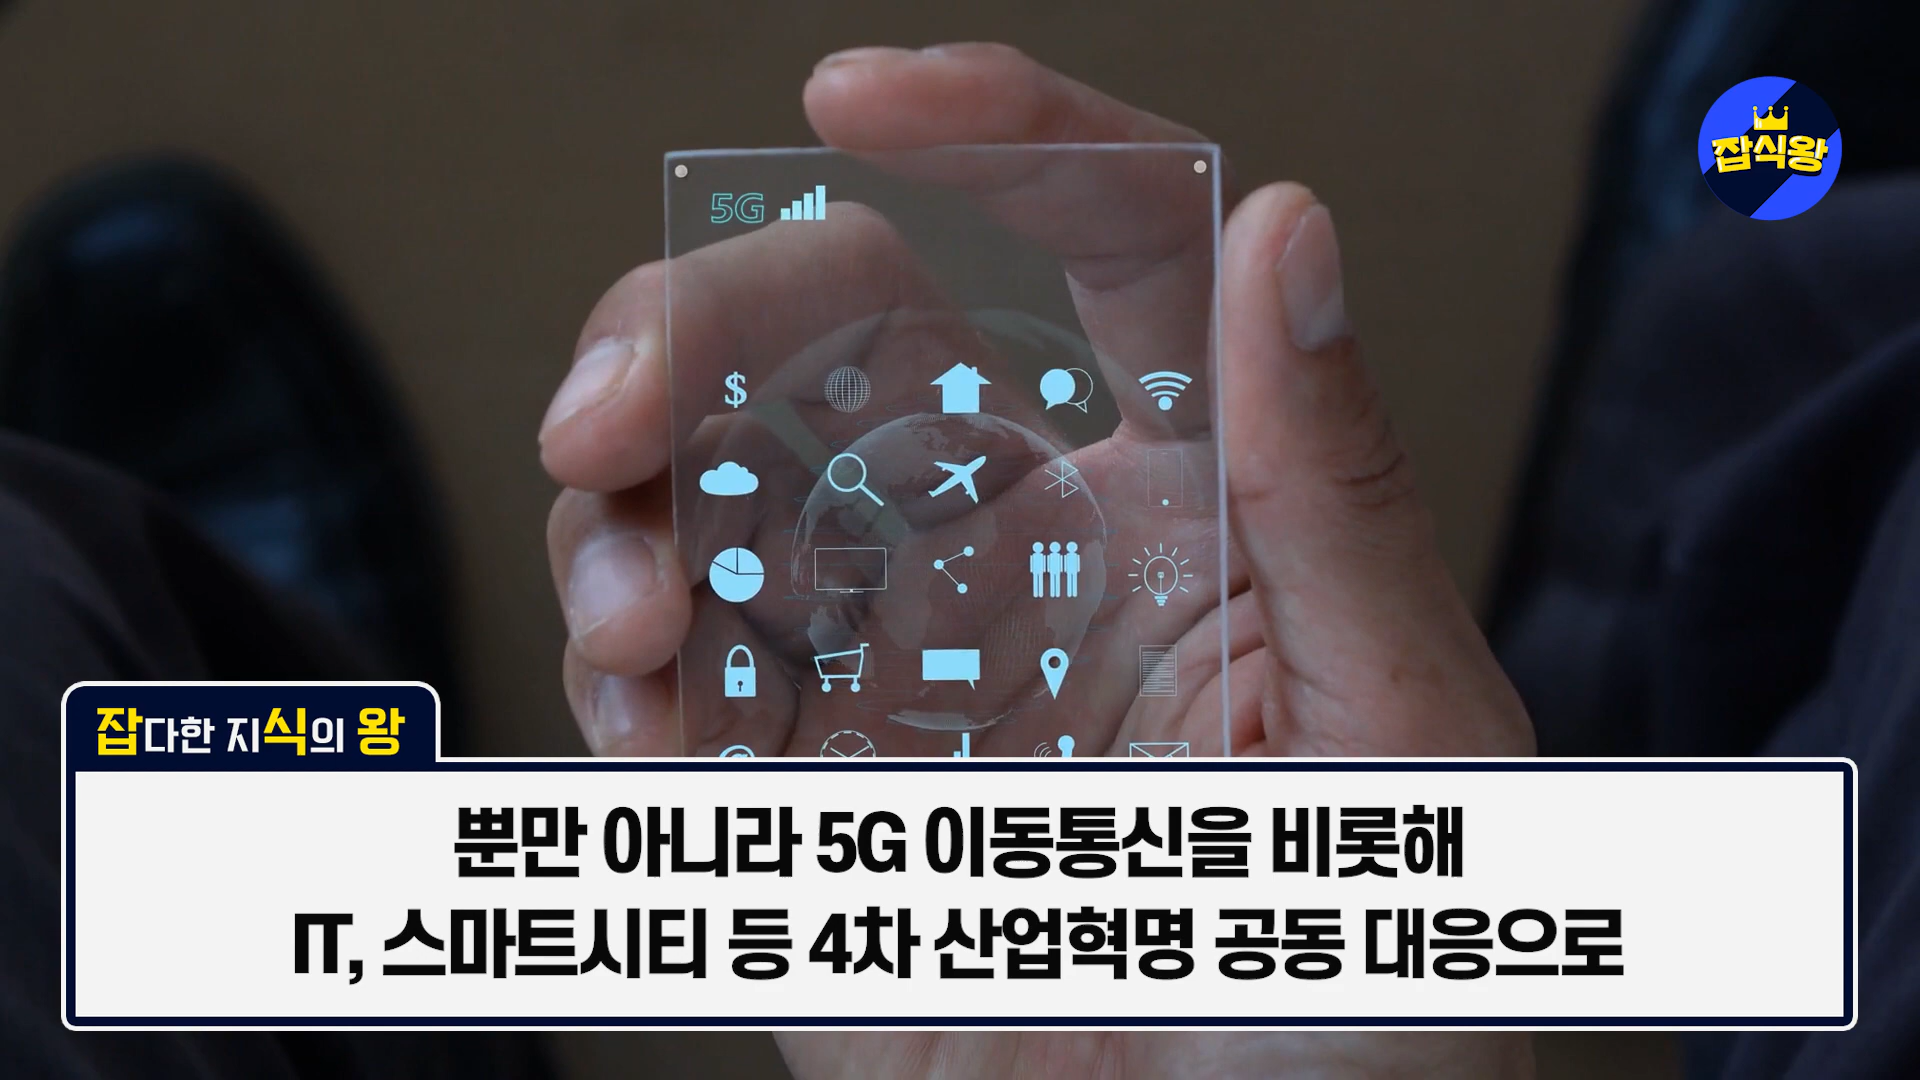 잡식왕
5G
$
잡다한 지식의 왕
뿐만 아니라 5G 이동통신을 비롯해
IT, 스마트시티 등 4차 산업혁명 공동 대응으로